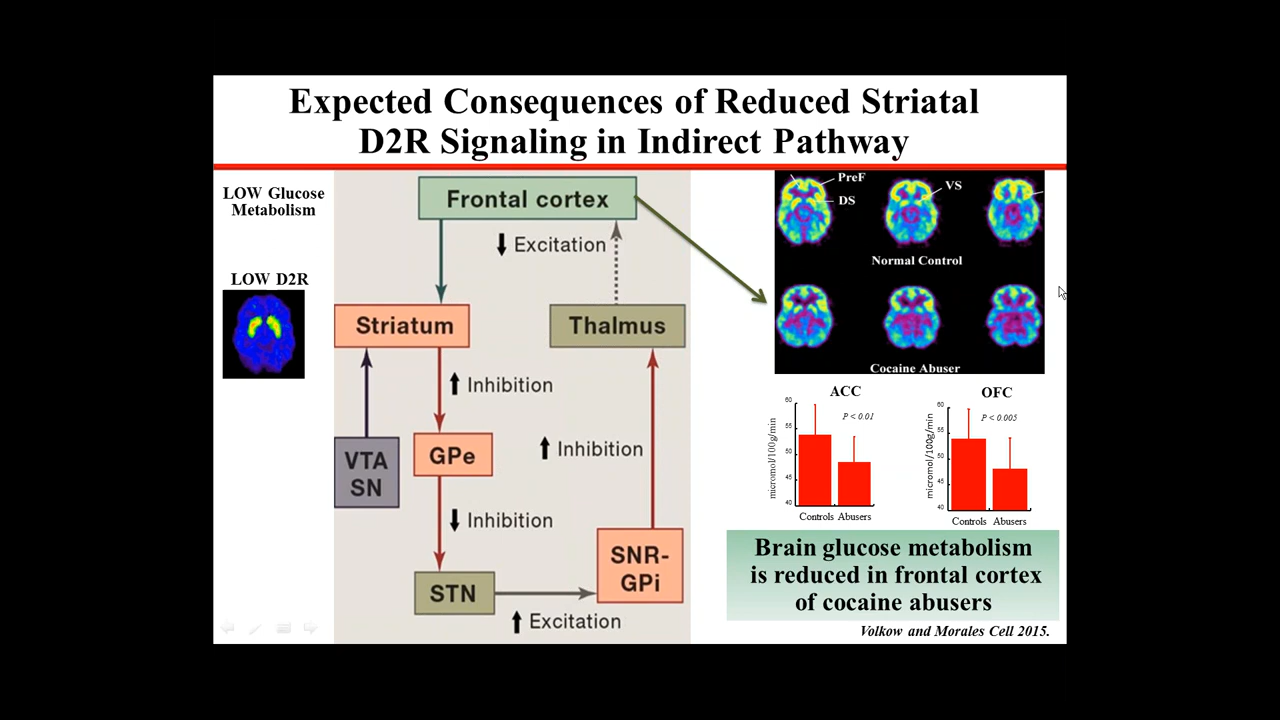 Expected Consequences of Reduced Striatal
D2R Signaling in Indirect Pathway
LOW Glucose
Metabolism
LOW D2R
Frontal cortex
Excitation
Striatum
Thalmus
Inhibition
Inhibition
VTA
SN
GPe
Inhibition
SNR-
GPi
STN
Excitation
PreF
DS
VS
Normal Control
Cocaine Abuser
ACC
P < 0.01
micromol/100g/min
60
55
50
45
40
Controls Abusers
OFC
P < 0.005
micromol/100g/min
60
55
50
45
40
Controls Abusers
Brain glucose metabolism
is reduced in frontal cortex
of cocaine abusers
Volkow and Morales Cell 2015.